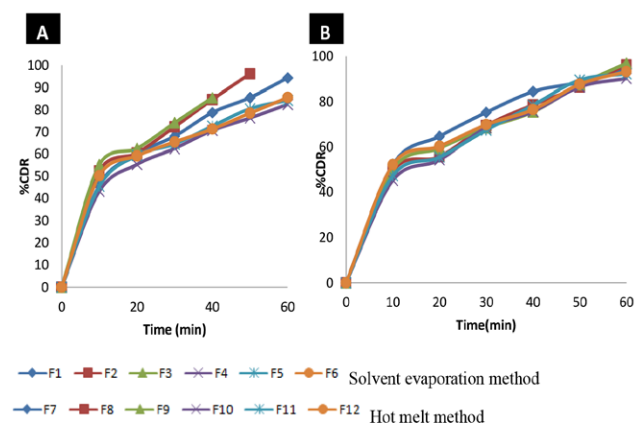 A
B
%CDR
100
90
80
70
60
50
40
30
20
10
0
0 20 40 60
Time (min)
%CDR
100
80
60
40
20
0
0 10 20 30 40 50 60
Time(min)
F1 F2 F3 F4 F5 F6 Solvent evaporation method
F7 F8 F9 F10 F11 F12 Hot melt method